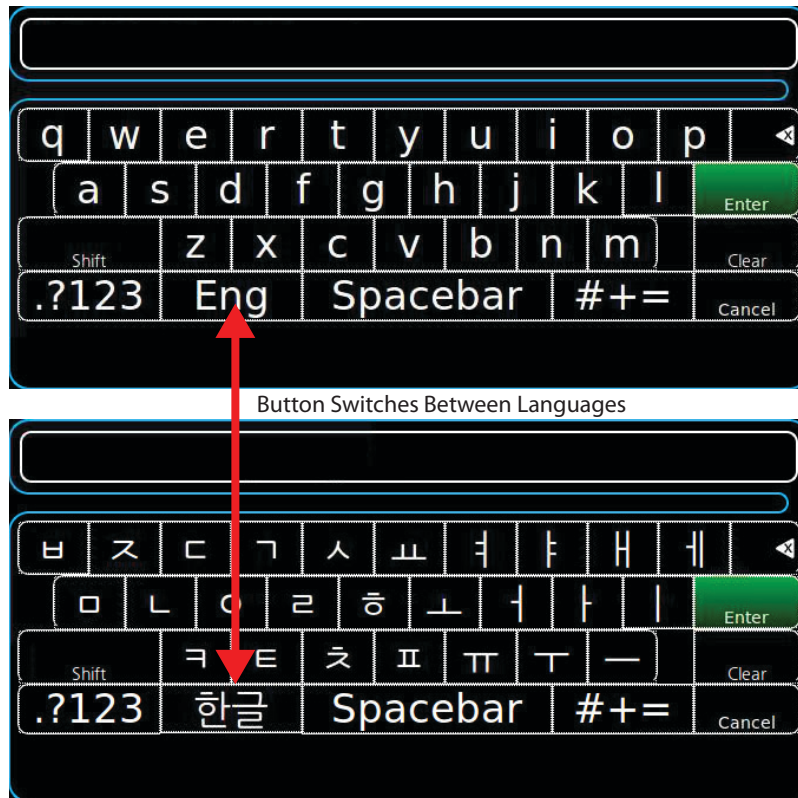 q w e r t y u i o p
a s d f g h j k l Enter
Shift z x c v b n m Clear
.?123 Eng Spacebar #+= Cancel
Button Switches Between Languages
ㅂ ㅈ ㄷ ㄱ ㅅ ㅛ ㅕ ㅑ ㅐ ㅔ
ㅁ ㄴ ㅇ ㄹ ㅎ ㅗ ㅓ ㅏ ㅣ Enter
Shift ㅋ ㅌ ㅊ ㅍ ㅠ ㅜ ㅡ Clear
.?123 한글 Spacebar #+= Cancel